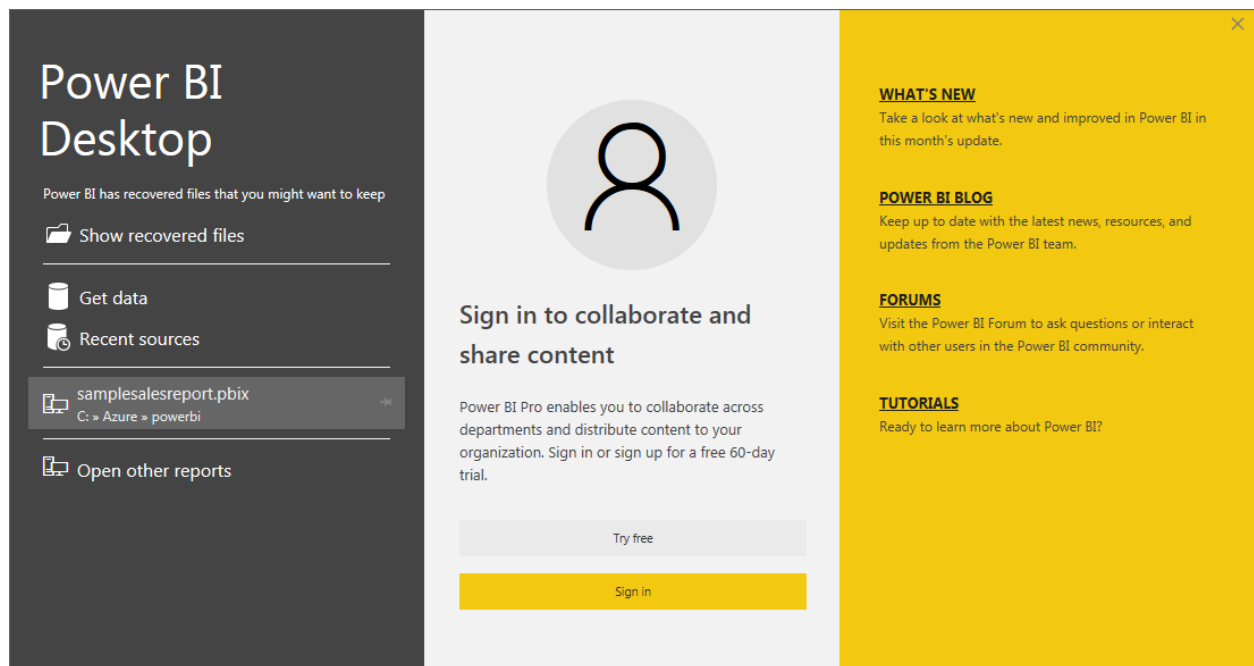 Power BI
Desktop
Power BI has recovered files that you might want to keep
Show recovered files
Get data
Recent sources
samplesalesreport.pbix
C: » Azure » powerbi
Open other reports
Sign in to collaborate and
share content
Power BI Pro enables you to collaborate across
departments and distribute content to your
organization. Sign in or sign up for a free 60-day
trial.
Try free
Sign in
WHAT'S NEW
Take a look at what's new and improved in Power BI in
this month's update.
POWER BI BLOG
Keep up to date with the latest news, resources, and
updates from the Power BI team.
FORUMS
Visit the Power BI Forum to ask questions or interact
with other users in the Power BI community.
TUTORIALS
Ready to learn more about Power BI?